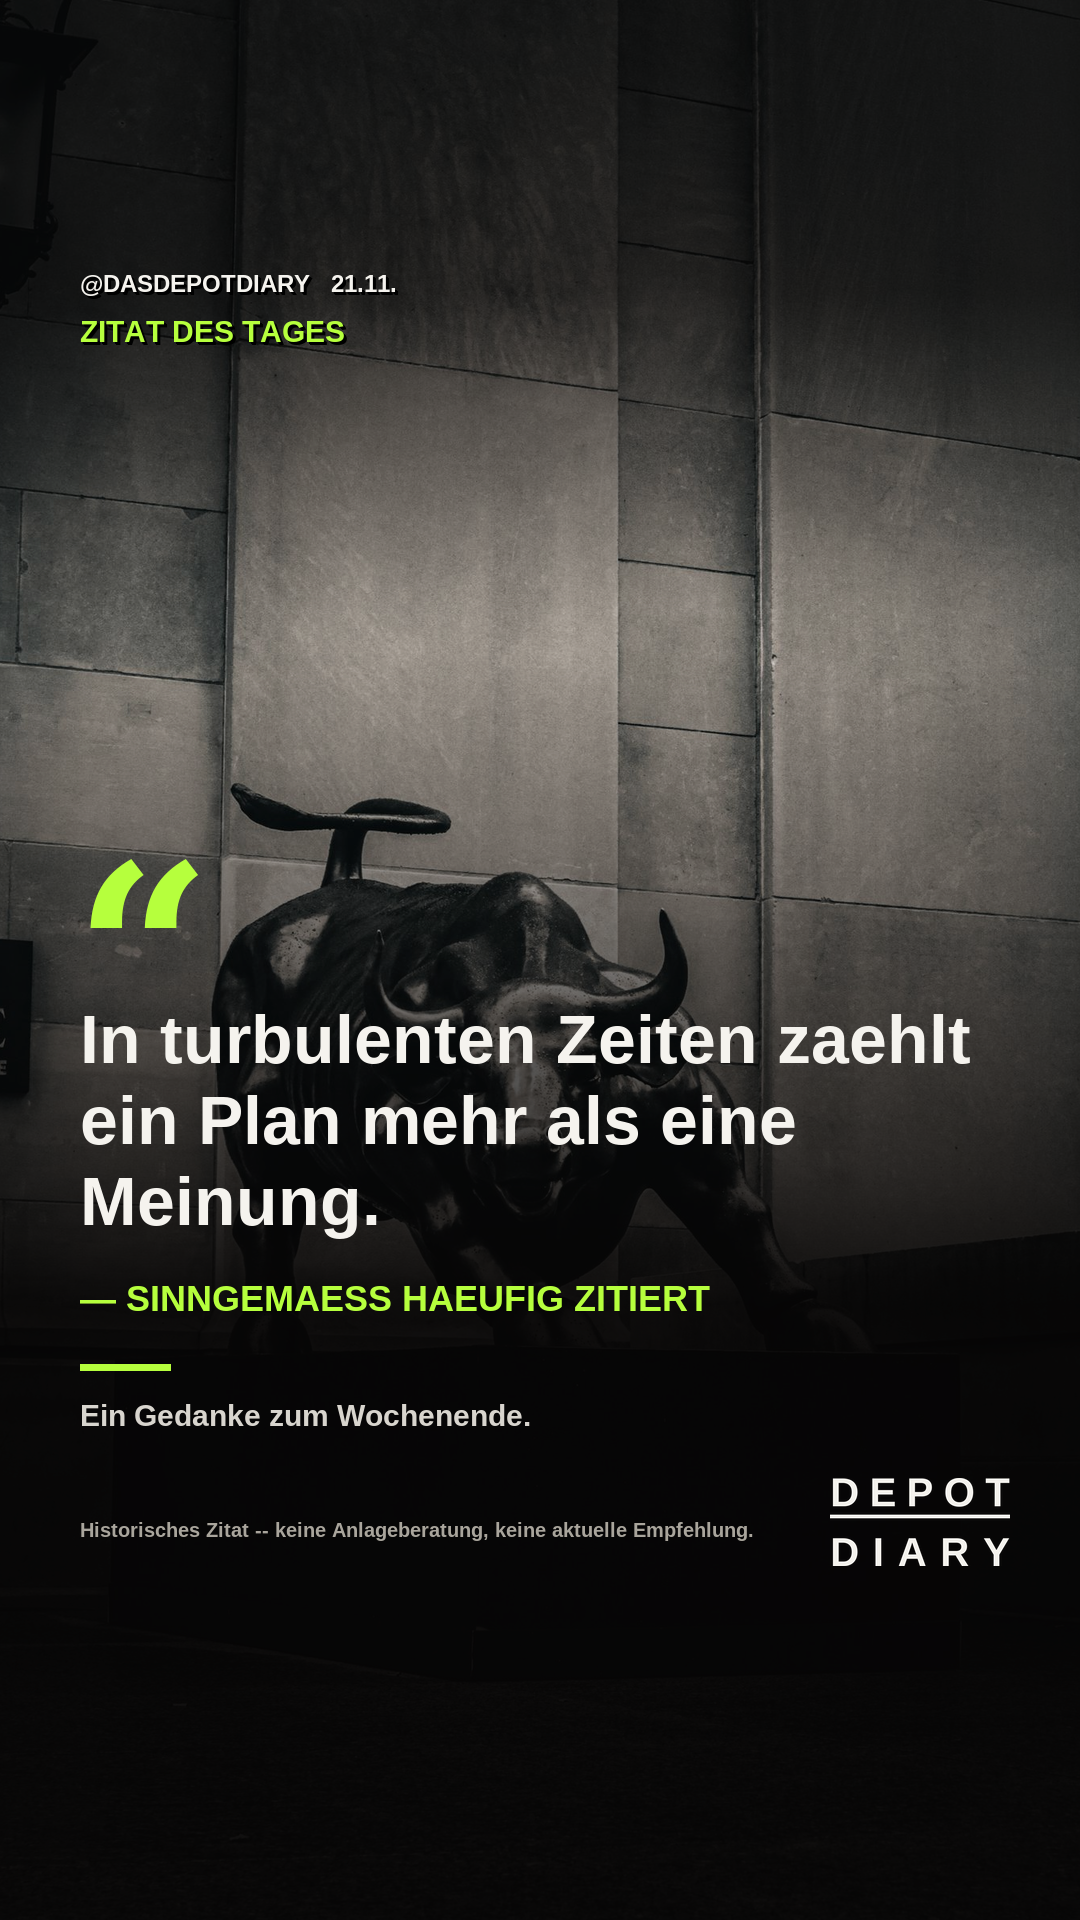 @DASDEPOTDIARY 21.11.
ZITAT DES TAGES
“
In turbulenten Zeiten zaehlt
ein Plan mehr als eine
Meinung.
— SINNGEMAESS HAEUFIG ZITIERT
Ein Gedanke zum Wochenende.
Historisches Zitat -- keine Anlageberatung, keine aktuelle Empfehlung.
DEPOT
DIARY